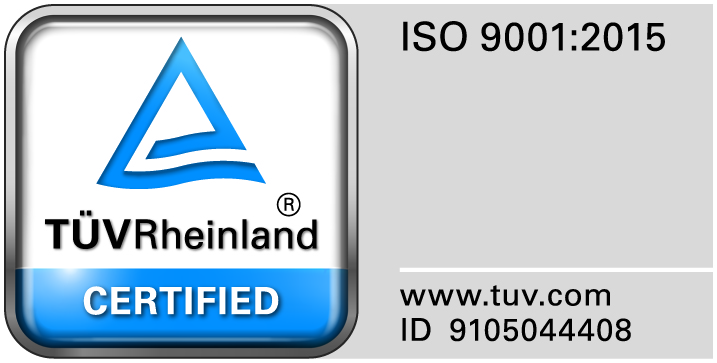 ISO 9001:2015
®
TÜVRheinland
CERTIFIED
www.tuv.com
ID 9105044408